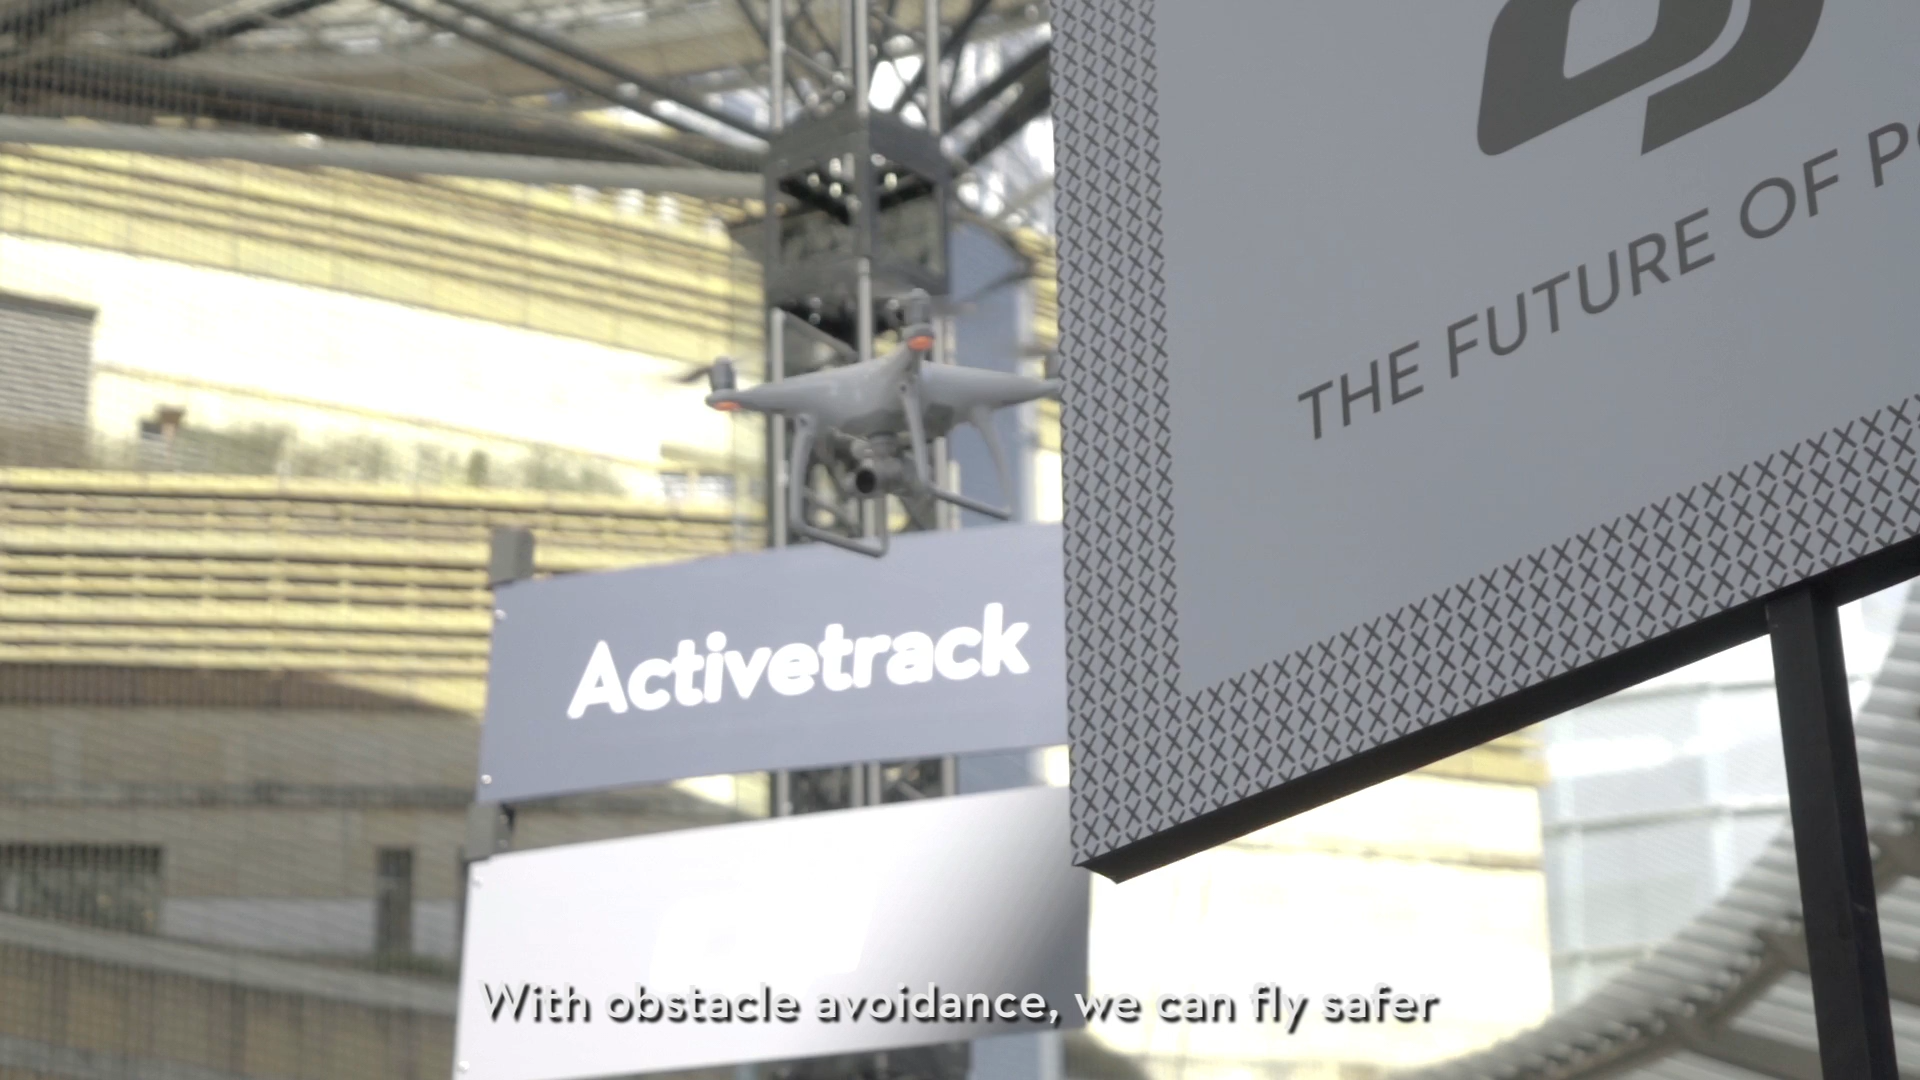 THE FUTURE OF
Activetrack
With obstacle avoidance, we can fly safer